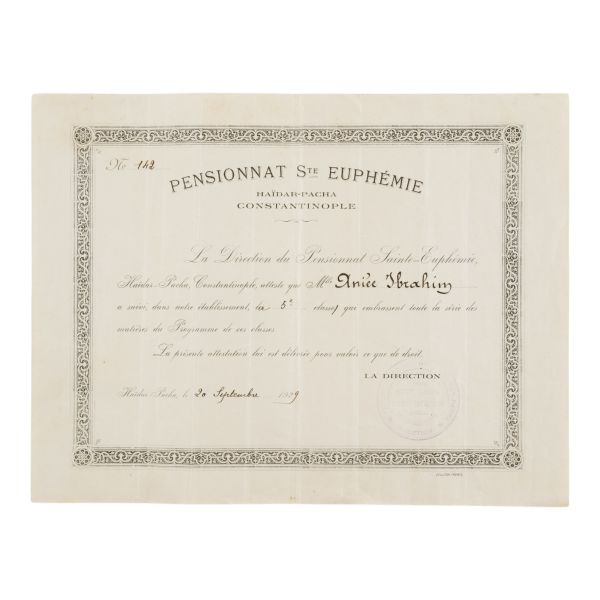 Nº 142
PENSIONNAT STE EUPHÉMIE
HAÏDAR-PACHA
CONSTANTINOPLE
La Direction du Pensionnat Sainte-Euphémie,
Haïdar-Pacha, Constantinople, atteste que Mlle Aniée Ibrahim
a suivi, dans notre établissement, la 5e classe, que embrassent toute la série des
matières du Programme de ces classes.
La présente attestation lui est délivrée pour valoir ce que de droit.
LA DIRECTION
Haïdar-Pacha, le 20 Septembre 1909